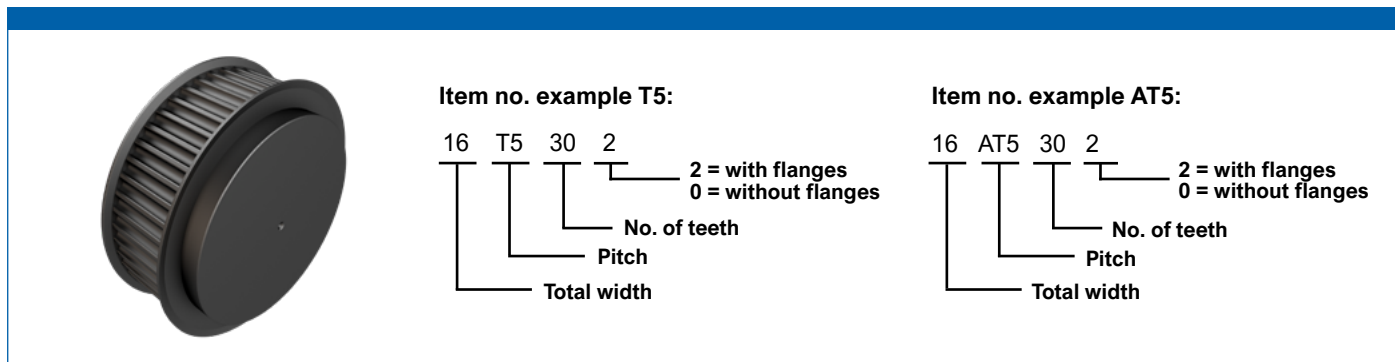 Item no. example T5:
16 T5 30 2
2 = with flanges
0 = without flanges
No. of teeth
Pitch
Total width
Item no. example AT5:
16 AT5 30 2
2 = with flanges
0 = without flanges
No. of teeth
Pitch
Total width